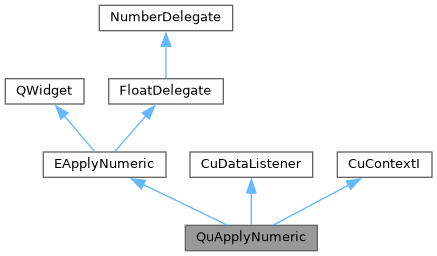 NumberDelegate
QWidget
FloatDelegate
EApplyNumeric
CuDataListener
CuContextI
QuApplyNumeric